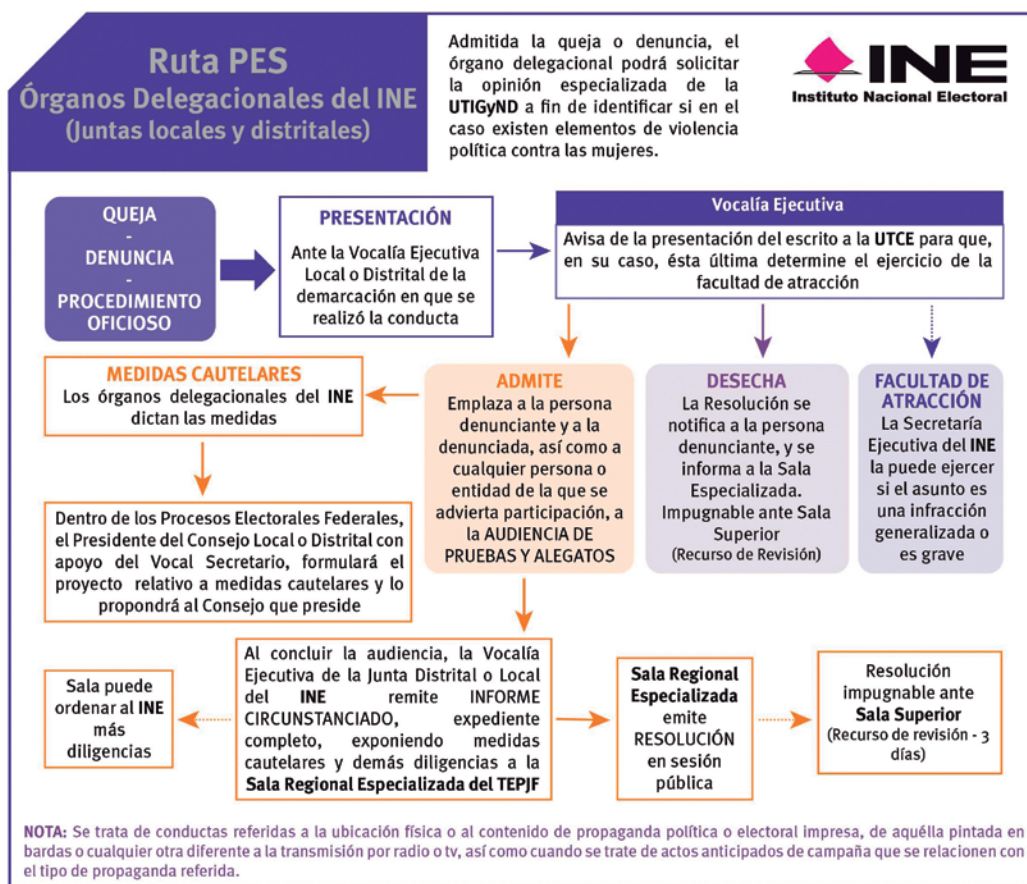 Ruta PES
Órganos Delegacionales del INE
(Juntas locales y distritales)
Admitida la queja o denuncia, el
órgano delegacional podrá solicitar
la opinión especializada de la
UTIGyND a fin de identificar si en el
caso existen elementos de violencia
política contra las mujeres.
INE
Instituto Nacional Electoral
QUEJA
-
DENUNCIA
-
PROCEDIMIENTO
OFICIOSO
PRESENTACIÓN
Ante la Vocalía Ejecutiva
Local o Distrital de la
demarcación en que se
realizó la conducta
Vocalía Ejecutiva
Avisa de la presentación del escrito a la UTCE para que,
en su caso, ésta última determine el ejercicio de la
facultad de atracción
MEDIDAS CAUTELARES
Los órganos delegacionales del INE
dictan las medidas
ADMITE
Emplaza a la persona
denunciante y a la
denunciada, así como a
cualquier persona o
entidad de la que se
advierta participación, a
la AUDIENCIA DE
PRUEBAS Y ALEGATOS
DESECHA
La Resolución se
notifica a la persona
denunciante, y se
informa a la Sala
Especializada.
Impugnable ante Sala
Superior
(Recurso de Revisión)
FACULTAD DE
ATRACCIÓN
La Secretaría
Ejecutiva del INE
la puede ejercer
si el asunto es
una infracción
generalizada o
es grave
Dentro de los Procesos Electorales Federales,
el Presidente del Consejo Local o Distrital con
apoyo del Vocal Secretario, formulará el
proyecto relativo a medidas cautelares y lo
propondrá al Consejo que preside
Sala puede
ordenar al INE
más
diligencias
Al concluir la audiencia, la Vocalía
Ejecutiva de la Junta Distrital o Local
del INE remite INFORME
CIRCUNSTANCIADO, expediente
completo, exponiendo medidas
cautelares y demás diligencias a la
Sala Regional Especializada del TEPJF
Sala Regional
Especializada
emite
RESOLUCIÓN
en sesión
pública
Resolución
impugnable ante
Sala Superior
(Recurso de revisión - 3
días)
NOTA: Se trata de conductas referidas a la ubicación física o al contenido de propaganda política o electoral impresa, de aquélla pintada en
bardas o cualquier otra diferente a la transmisión por radio o tv, así como cuando se trate de actos anticipados de campaña que se relacionen con
el tipo de propaganda referida.